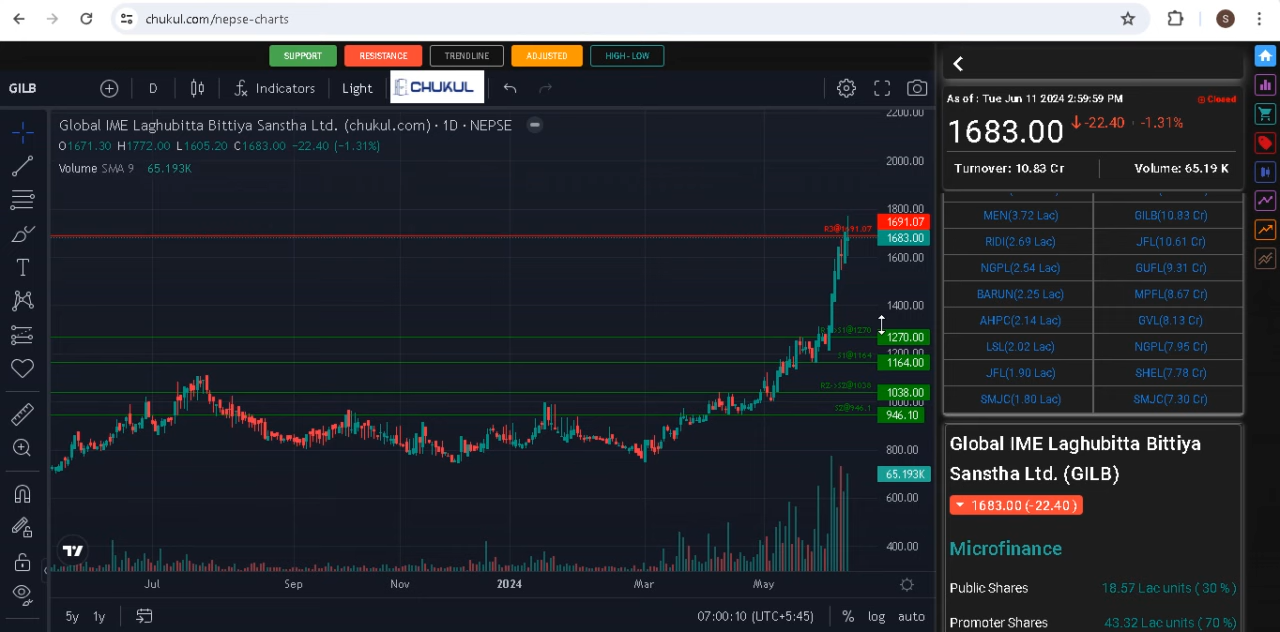 chukul.com/nepse-charts
S
SUPPORT RESISTANCE TRENDLINE ADJUSTED HIGH - LOW
GILB D Indicators Light CHUKUL
Global IME Laghubitta Bittiya Sanstha Ltd. (chukul.com) · 1D · NEPSE
O1671.30 H1772.00 L1605.20 C1683.00 -22.40 (-1.31%)
Volume SMA 9 65.193K
2200.00
2000.00
1800.00
R3@1691.07 1691.07
1683.00
1600.00
1400.00
1270.00
1200.00
S1@1164 1164.00
1038.00
1000.00
S2@946.1 946.10
800.00
65.193K
600.00
400.00
Jul Sep Nov 2024 Mar May
5y 1y 07:00:10 (UTC+5:45) % log auto
As of : Tue Jun 11 2024 2:59:59 PM Closed
1683.00 -22.40 · -1.31%
Turnover: 10.83 Cr Volume: 65.19 K
MEN(3.72 Lac) GILB(10.83 Cr)
RIDI(2.69 Lac) JFL(10.61 Cr)
NGPL(2.54 Lac) GUFL(9.31 Cr)
BARUN(2.25 Lac) MPFL(8.67 Cr)
AHPC(2.14 Lac) GVL(8.13 Cr)
LSL(2.02 Lac) NGPL(7.95 Cr)
JFL(1.90 Lac) SHEL(7.78 Cr)
SMJC(1.80 Lac) SMJC(7.30 Cr)
Global IME Laghubitta Bittiya
Sanstha Ltd. (GILB)
1683.00 (-22.40 )
Microfinance
Public Shares 18.57 Lac units ( 30 % )
Promoter Shares 43.32 Lac units ( 70 %)